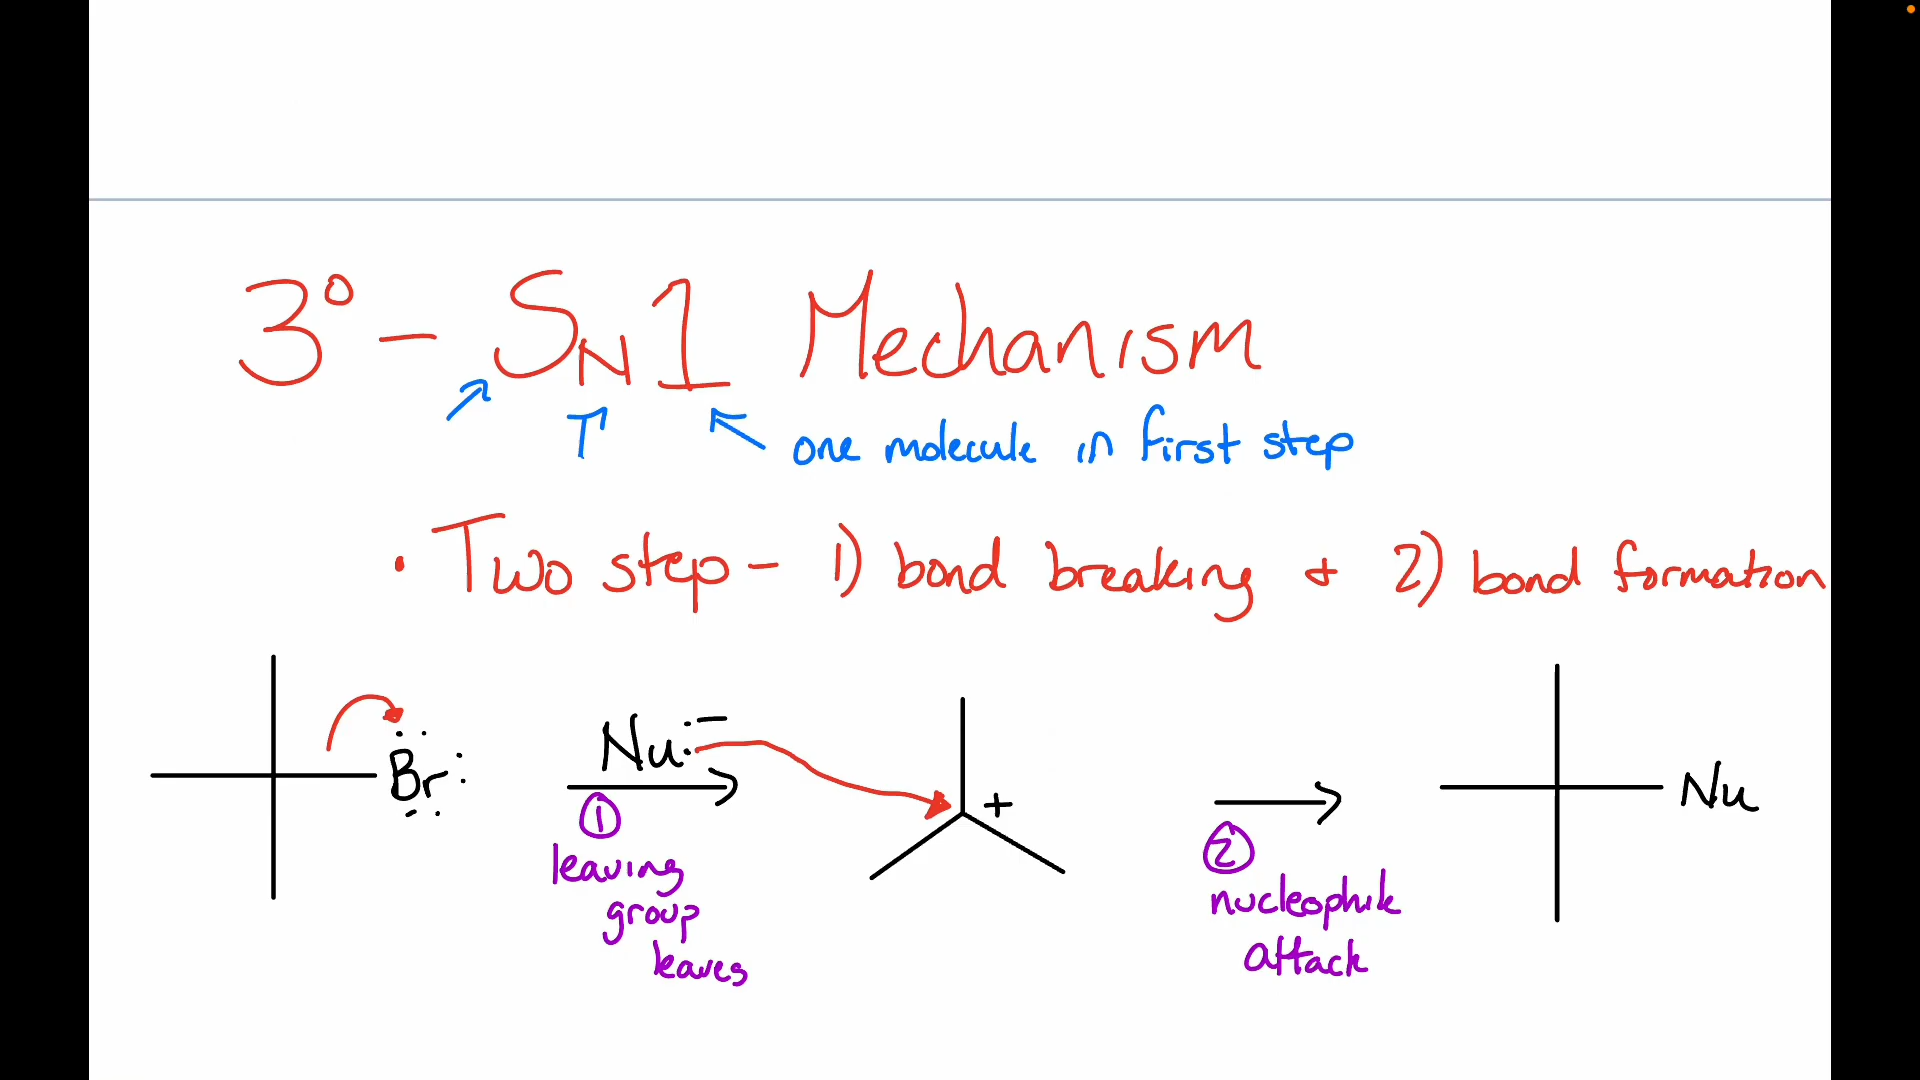 3° - SN1 Mechanism
one molecule in first step
• Two step - 1) bond breaking + 2) bond formation
Br
Nu:⁻
+
Nu
1
leaving
group
leaves
2
nucleophile
attack